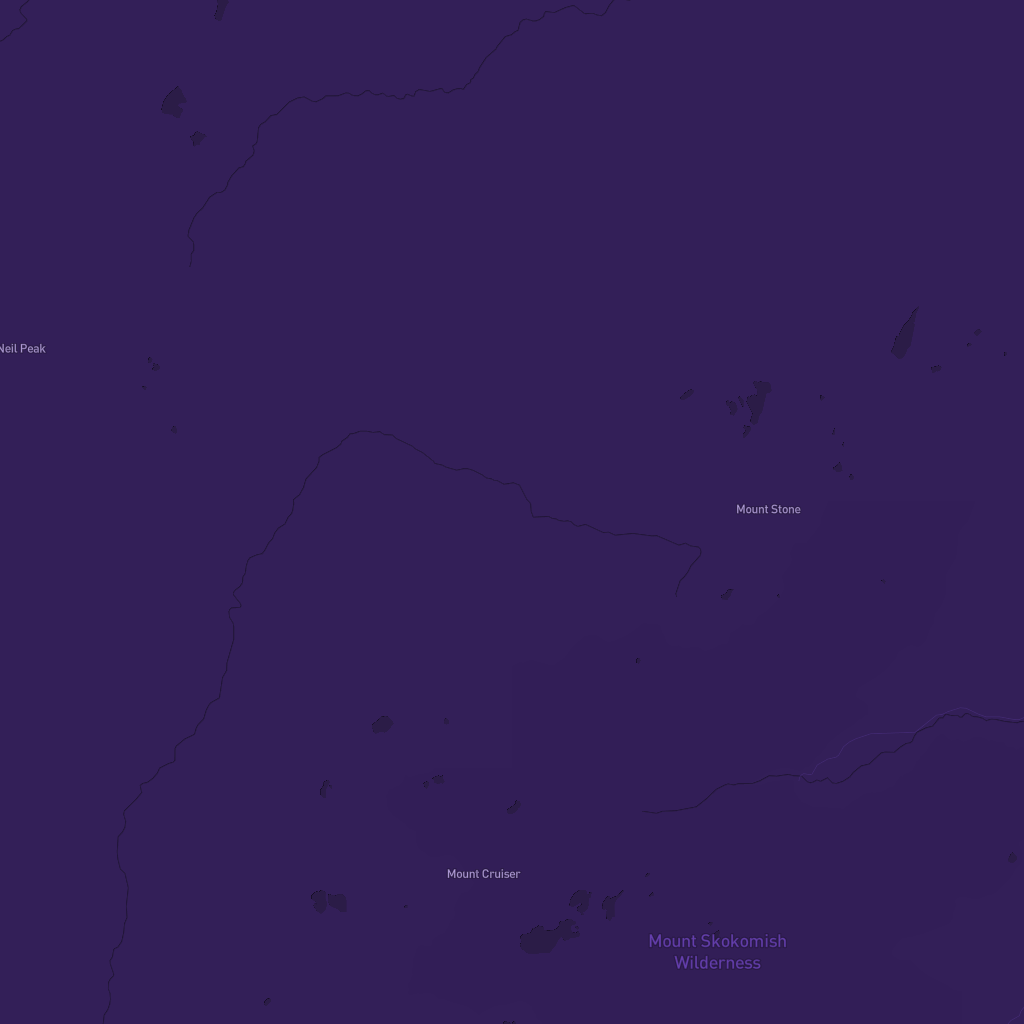 Neil Peak
Mount Stone
Mount Cruiser
Mount Skokomish
Wilderness